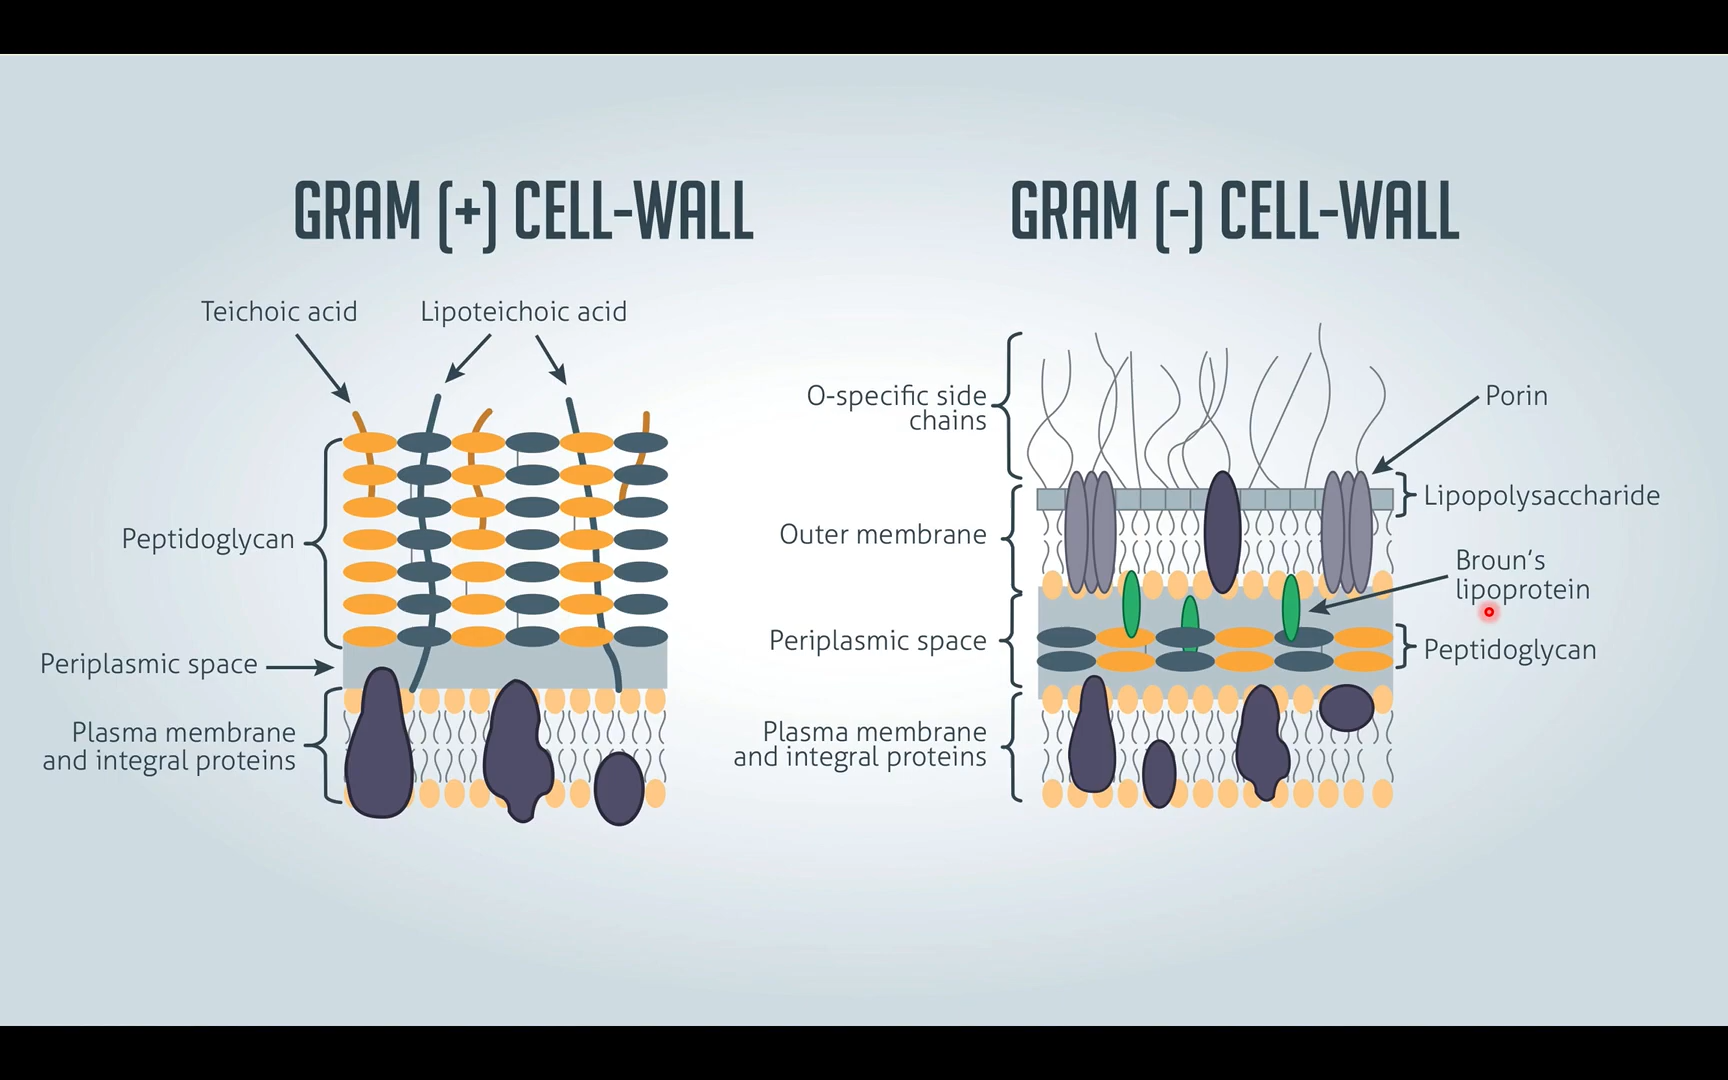 GRAM (+) CELL-WALL
Teichoic acid
Lipoteichoic acid
Peptidoglycan
Periplasmic space
Plasma membrane
and integral proteins
GRAM (-) CELL-WALL
O-specific side
chains
Outer membrane
Periplasmic space
Plasma membrane
and integral proteins
Porin
Lipopolysaccharide
Broun's
lipoprotein
Peptidoglycan